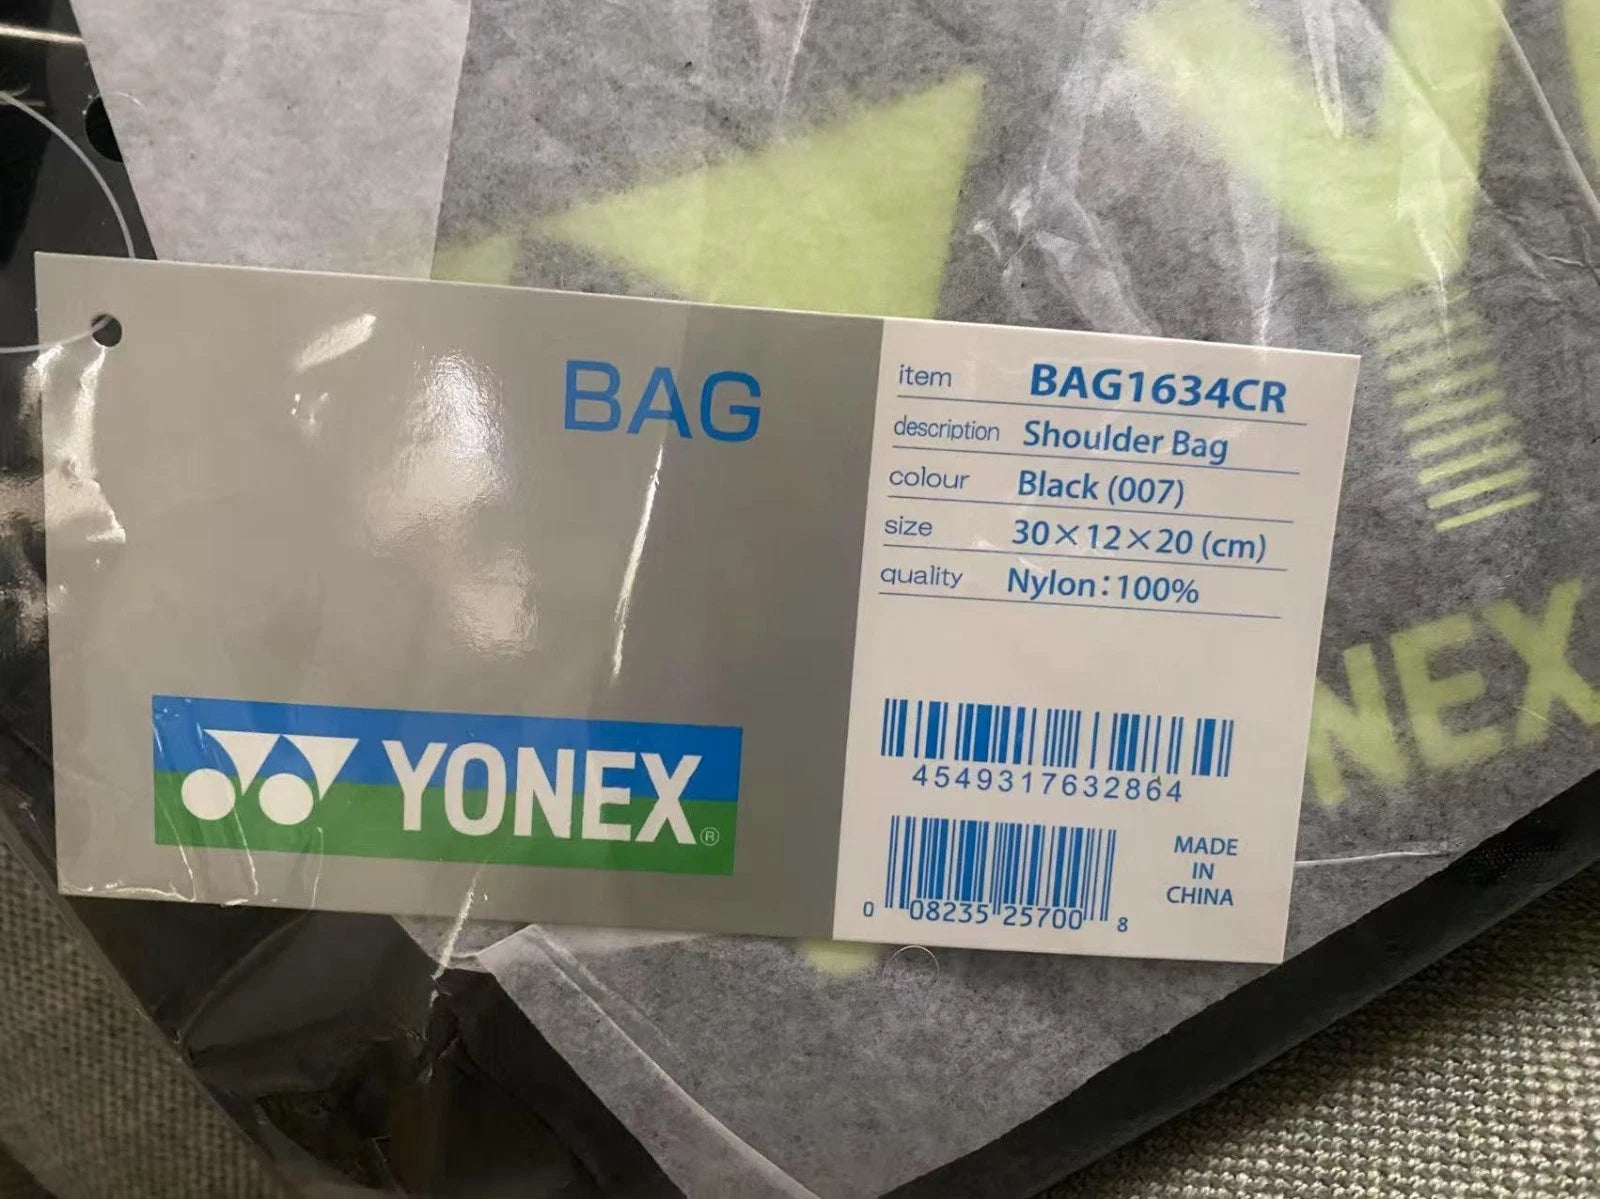 BAG
YONEX®
item BAG1634CR
description Shoulder Bag
colour Black (007)
size 30×12×20 (cm)
quality Nylon:100%
4549317632864
0 08235 25700 8
MADE
IN
CHINA
NEX